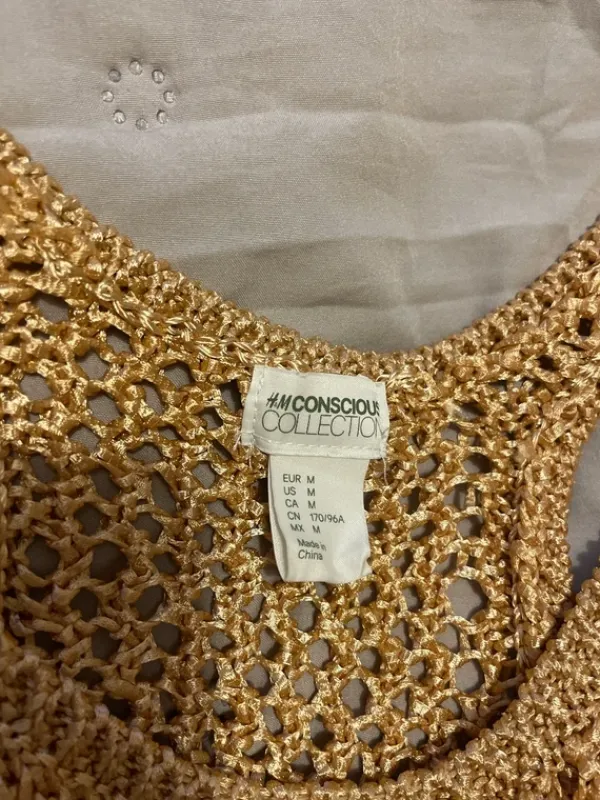 H&M CONSCIOUS
COLLECTION
EUR M
US M
CA M
CN 170/96A
MX M
Made in
China